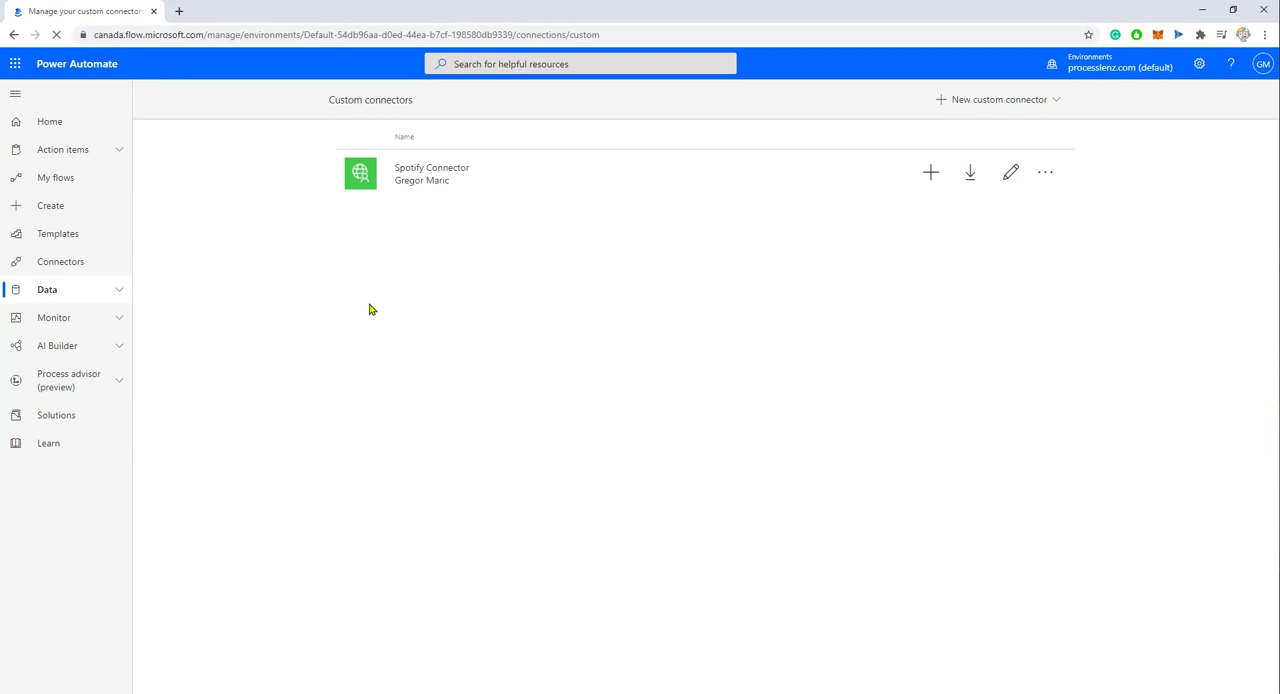 Manage your custom connectors
canada.flow.microsoft.com/manage/environments/Default-54db96aa-d0ed-44ea-b7cf-198580db9339/connections/custom
Power Automate
Search for helpful resources
Environments
processlenz.com (default)
?
GM
Custom connectors
New custom connector
Home
Action items
My flows
Create
Templates
Connectors
Data
Monitor
AI Builder
Process advisor
(preview)
Solutions
Learn
Name
Spotify Connector
Gregor Maric